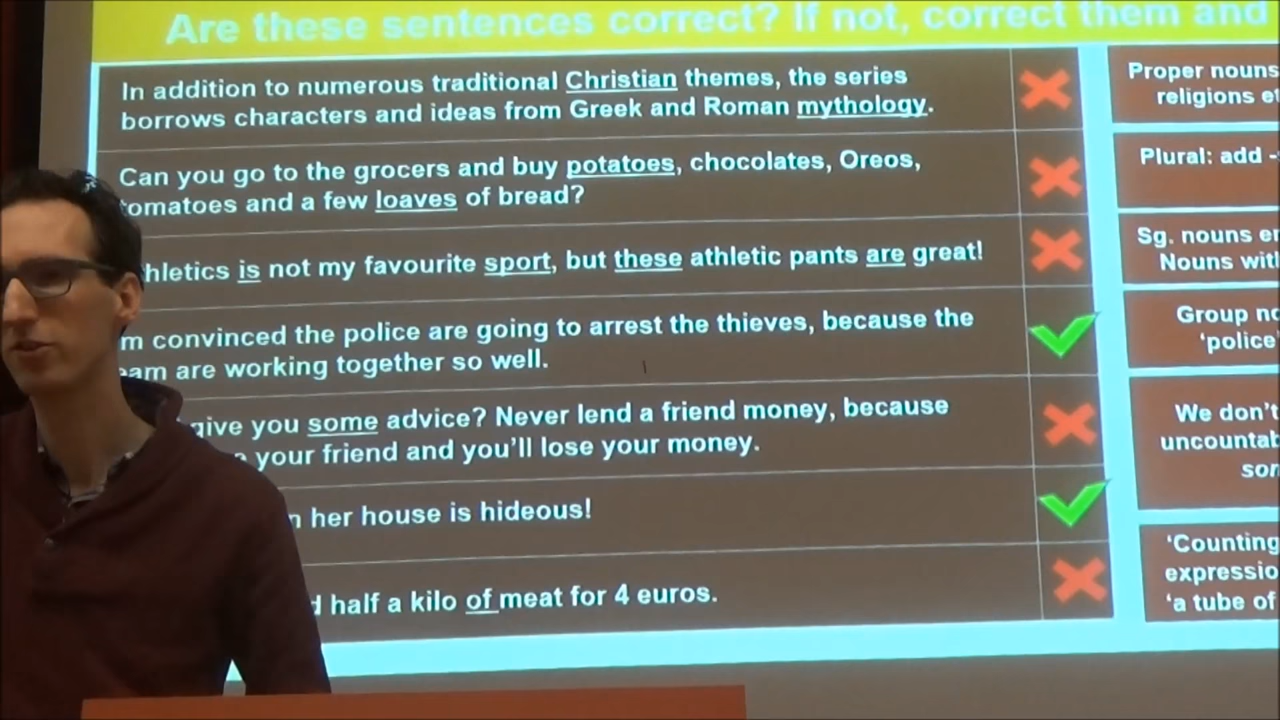 Are these sentences correct? If not, correct them and
In addition to numerous traditional Christian themes, the series
borrows characters and ideas from Greek and Roman mythology.
Can you go to the grocers and buy potatoes, chocolates, Oreos,
tomatoes and a few loaves of bread?
hletics is not my favourite sport, but these athletic pants are great!
m convinced the police are going to arrest the thieves, because the
eam are working together so well.
give you some advice? Never lend a friend money, because
your friend and you'll lose your money.
n her house is hideous!
d half a kilo of meat for 4 euros.
Proper nouns
religions et
Plural: add -
Sg. nouns en
Nouns with
Group no
'police'
We don't
uncountab
som
'Counting
expressio
'a tube of